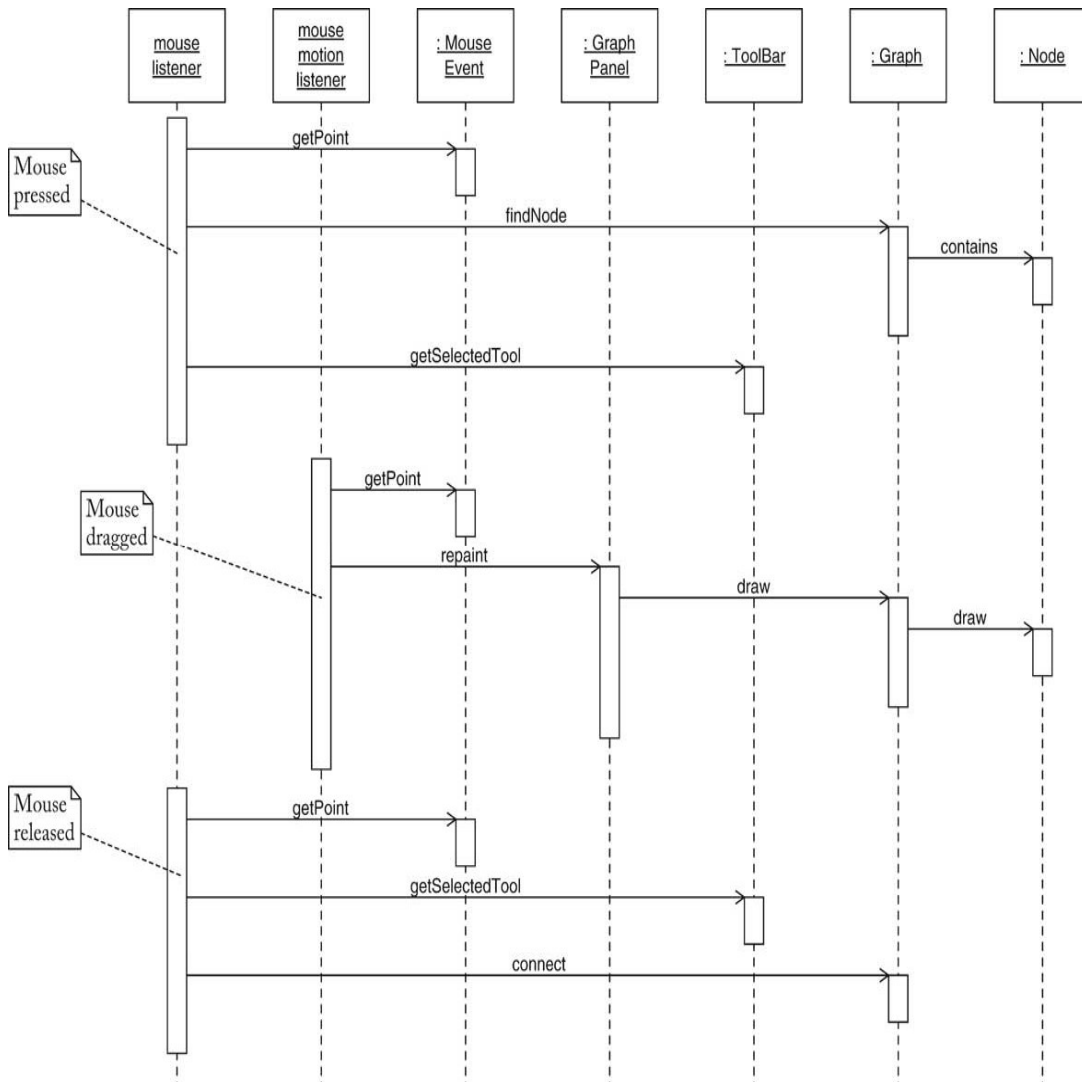 mouse
listener
mouse
motion
listener
: Mouse
Event
: Graph
Panel
: ToolBar
: Graph
: Node
getPoint
Mouse
pressed
findNode
contains
getSelectedTool
getPoint
Mouse
dragged
repaint
draw
draw
Mouse
released
getPoint
getSelectedTool
connect